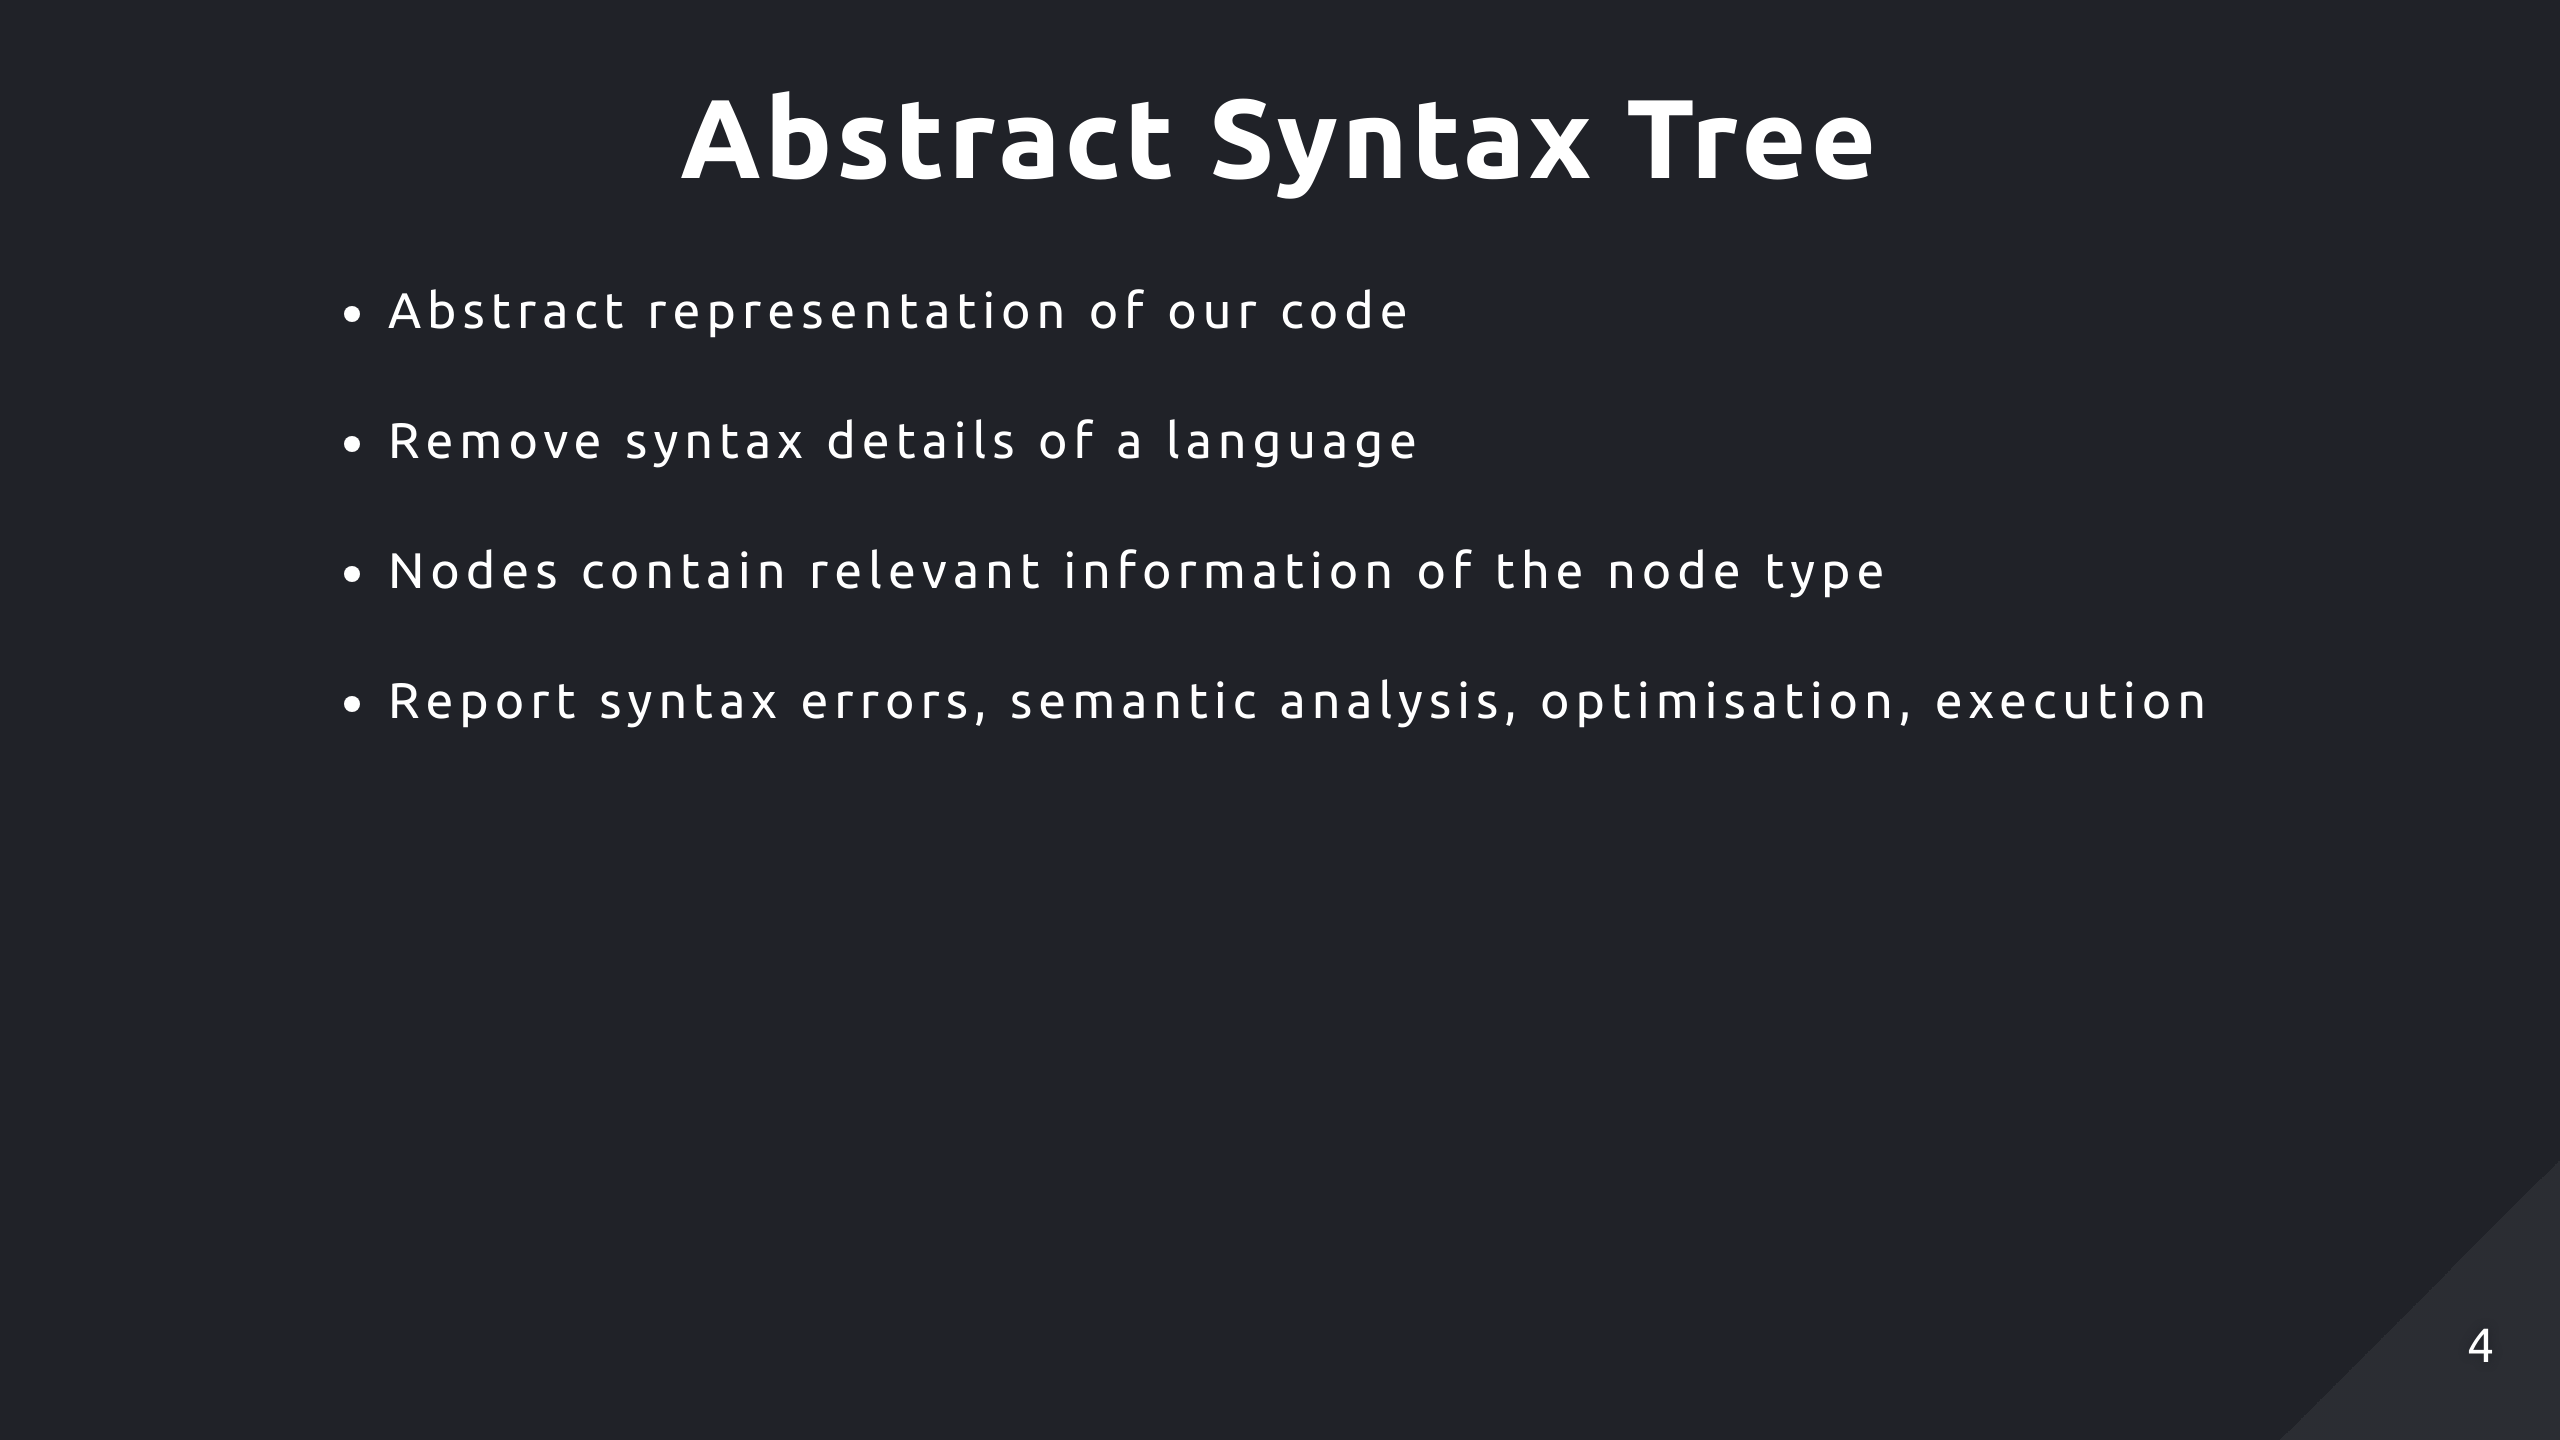 Abstract Syntax Tree
• Abstract representation of our code
• Remove syntax details of a language
• Nodes contain relevant information of the node type
• Report syntax errors, semantic analysis, optimisation, execution
4